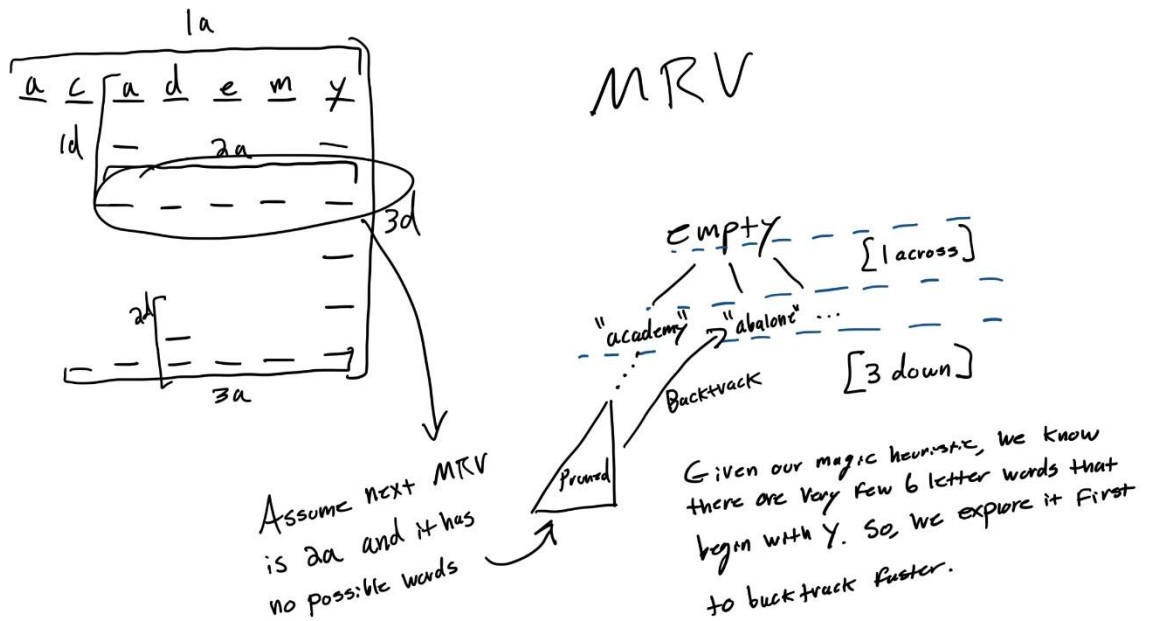 1a
MRV
a c a d e m y
1d
2a
3d
empty
[1 across]
"academy" "abalone" ...
2d
[3 down]
3a
Backtrack
Pruned
Assume next MRV
is 2a and it has
no possible words
Given our magic heuristic, we know
there are very few 6 letter words that
begin with Y. So, we explore it first
to backtrack faster.